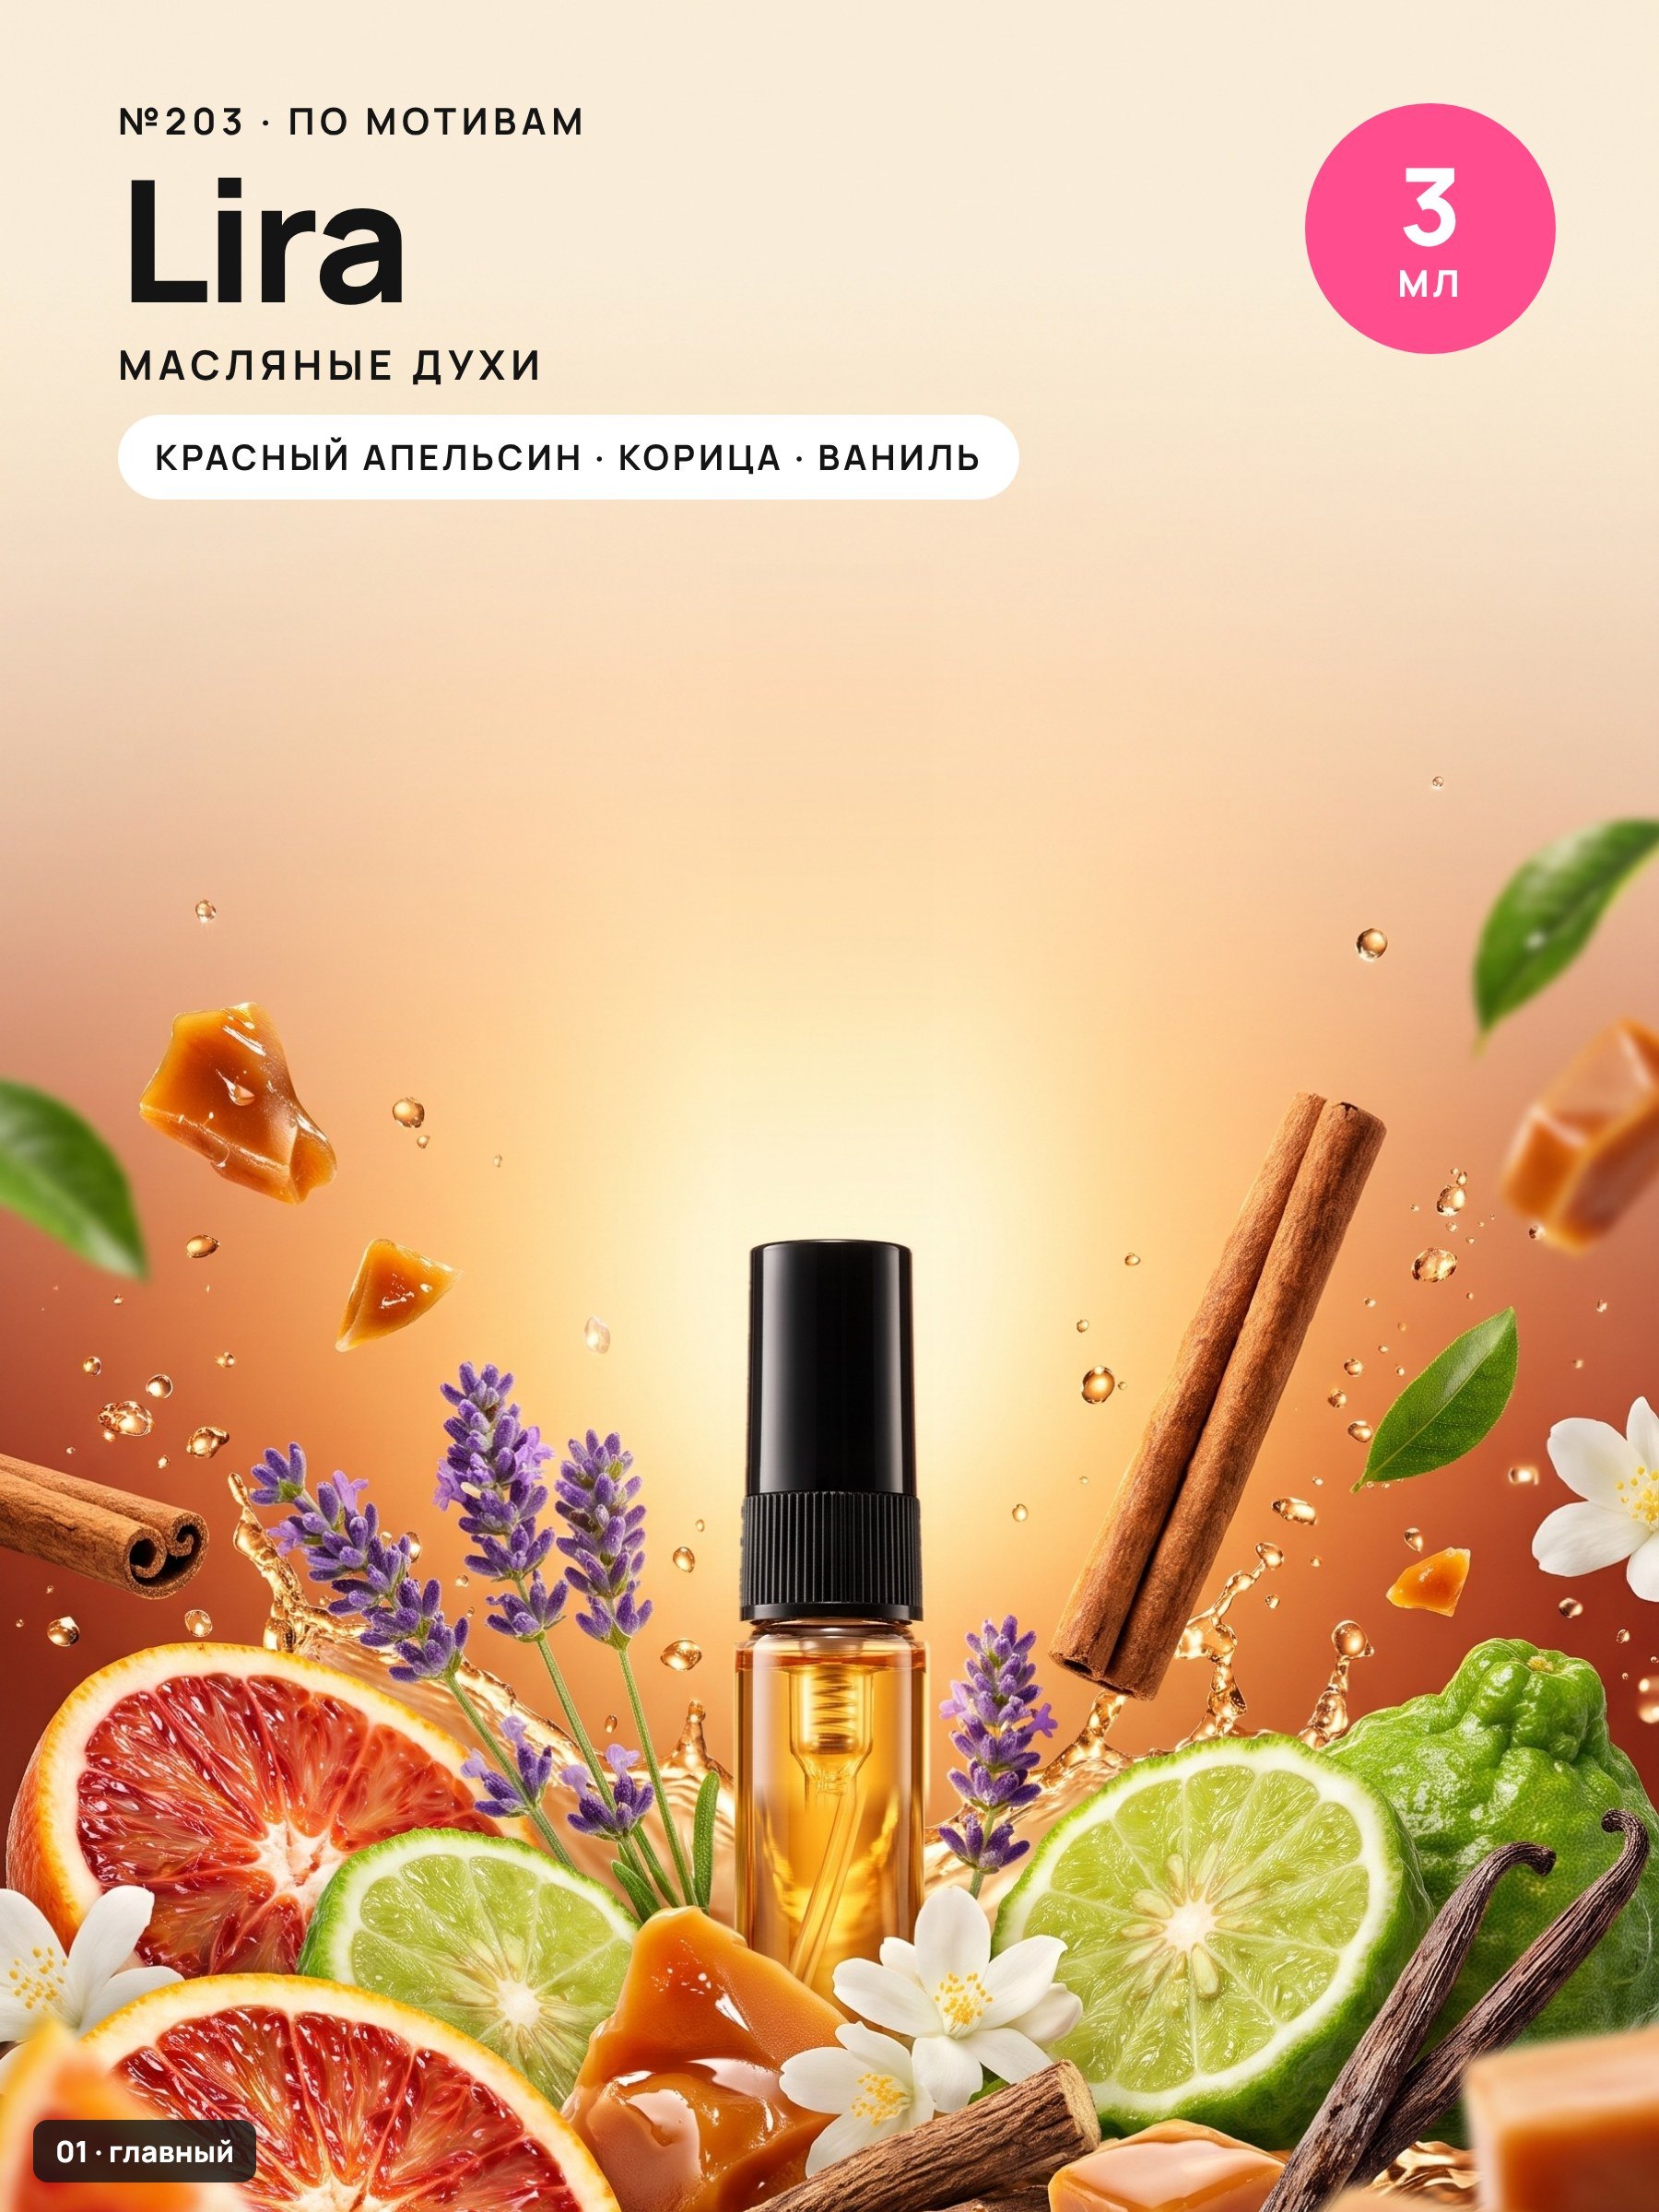 №203 · ПО МОТИВАМ
Lira
МАСЛЯНЫЕ ДУХИ
КРАСНЫЙ АПЕЛЬСИН · КОРИЦА · ВАНИЛЬ
3
МЛ
01 · главный